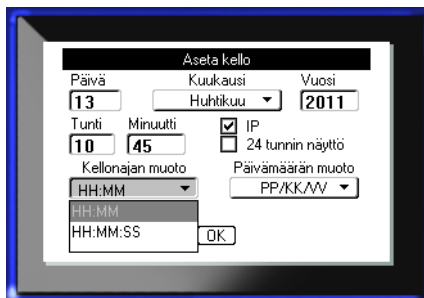 Aseta kello
Päivä Kuukausi Vuosi
13 Huhtikuu 2011
Tunti Minuutti IP
10 45 24 tunnin näyttö
Kellonajan muoto Päivämäärän muoto
HH:MM PP/KK/VV
HH:MM
HH:MM:SS
OK